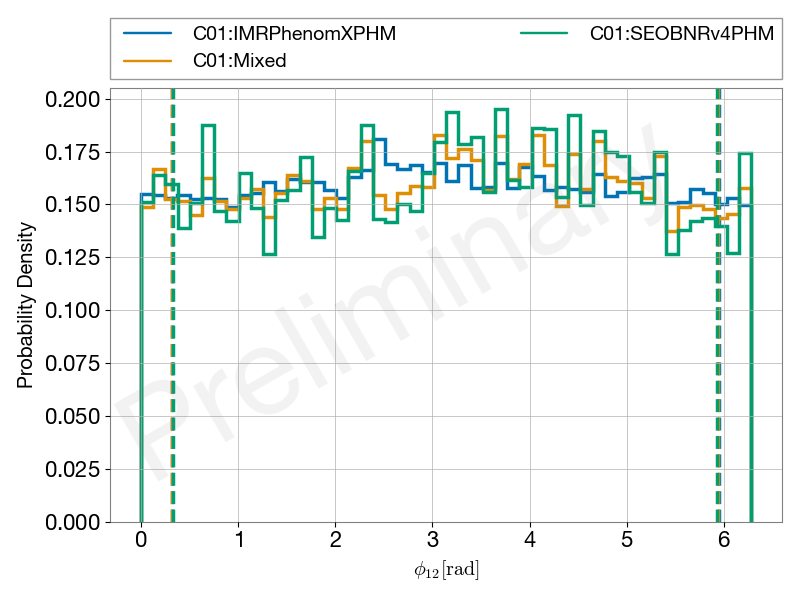 C01:IMRPhenomXPHM
C01:Mixed
C01:SEOBNRv4PHM
0.200
0.175
0.150
0.125
0.100
0.075
0.050
0.025
0.000
Probability Density
Preliminary
0 1 2 3 4 5 6
ϕ12[rad]